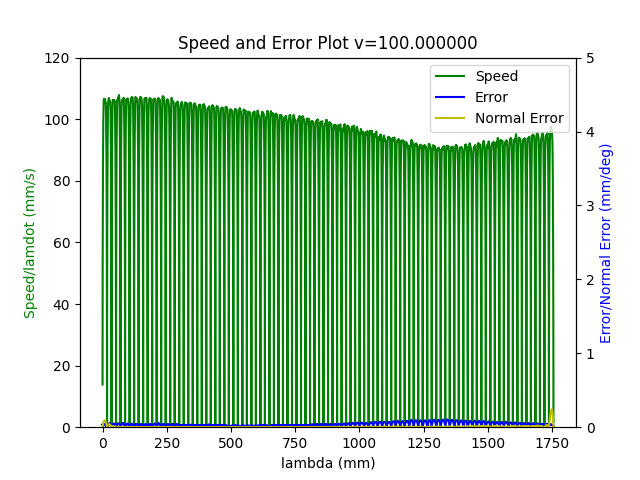 Speed and Error Plot v=100.000000
120
100
80
60
40
20
0
Speed/lamdot (mm/s)
5
4
3
2
1
0
Error/Normal Error (mm/deg)
Speed
Error
Normal Error
0 250 500 750 1000 1250 1500 1750
lambda (mm)